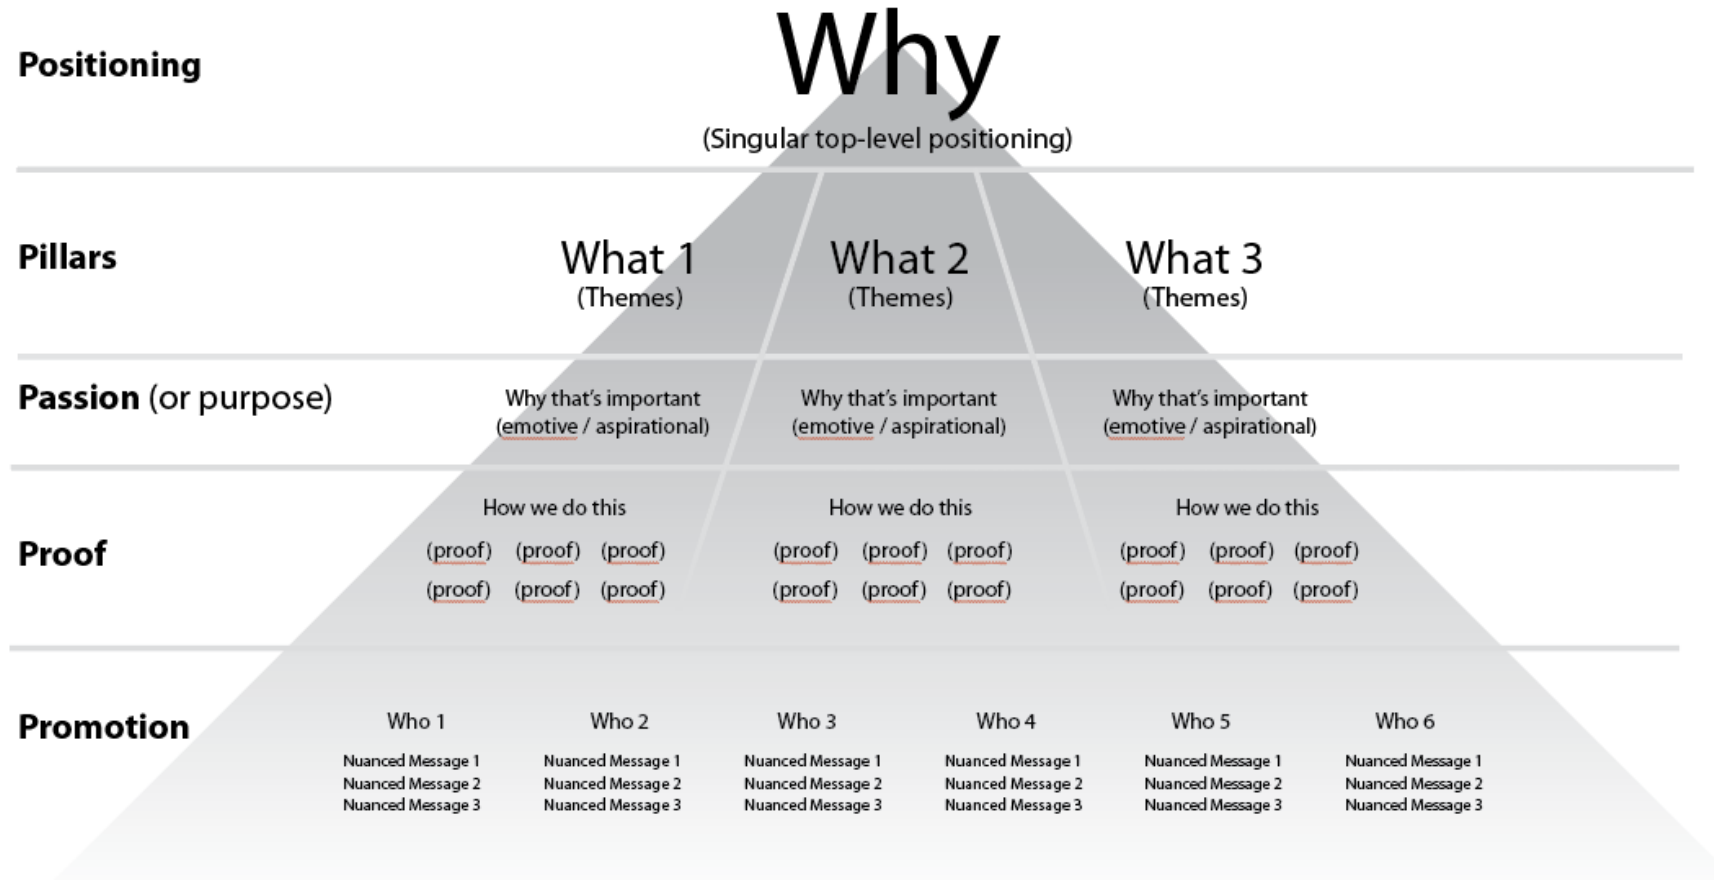 Positioning
Why
(Singular top-level positioning)
Pillars
What 1
(Themes)
What 2
(Themes)
What 3
(Themes)
Passion (or purpose)
Why that's important
(emotive / aspirational)
Why that's important
(emotive / aspirational)
Why that's important
(emotive / aspirational)
Proof
How we do this
(proof) (proof) (proof)
(proof) (proof) (proof)
How we do this
(proof) (proof) (proof)
(proof) (proof) (proof)
How we do this
(proof) (proof) (proof)
(proof) (proof) (proof)
Promotion
Who 1
Nuanced Message 1
Nuanced Message 2
Nuanced Message 3
Who 2
Nuanced Message 1
Nuanced Message 2
Nuanced Message 3
Who 3
Nuanced Message 1
Nuanced Message 2
Nuanced Message 3
Who 4
Nuanced Message 1
Nuanced Message 2
Nuanced Message 3
Who 5
Nuanced Message 1
Nuanced Message 2
Nuanced Message 3
Who 6
Nuanced Message 1
Nuanced Message 2
Nuanced Message 3